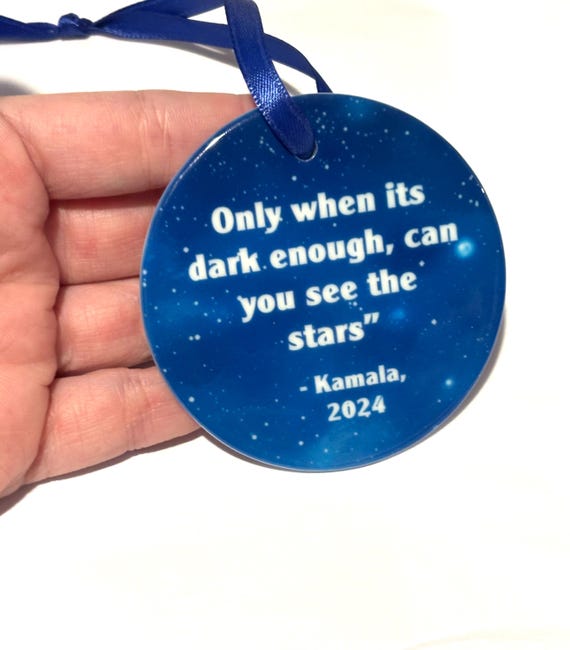 Only when its
dark enough, can
you see the
stars”
- Kamala,
2024